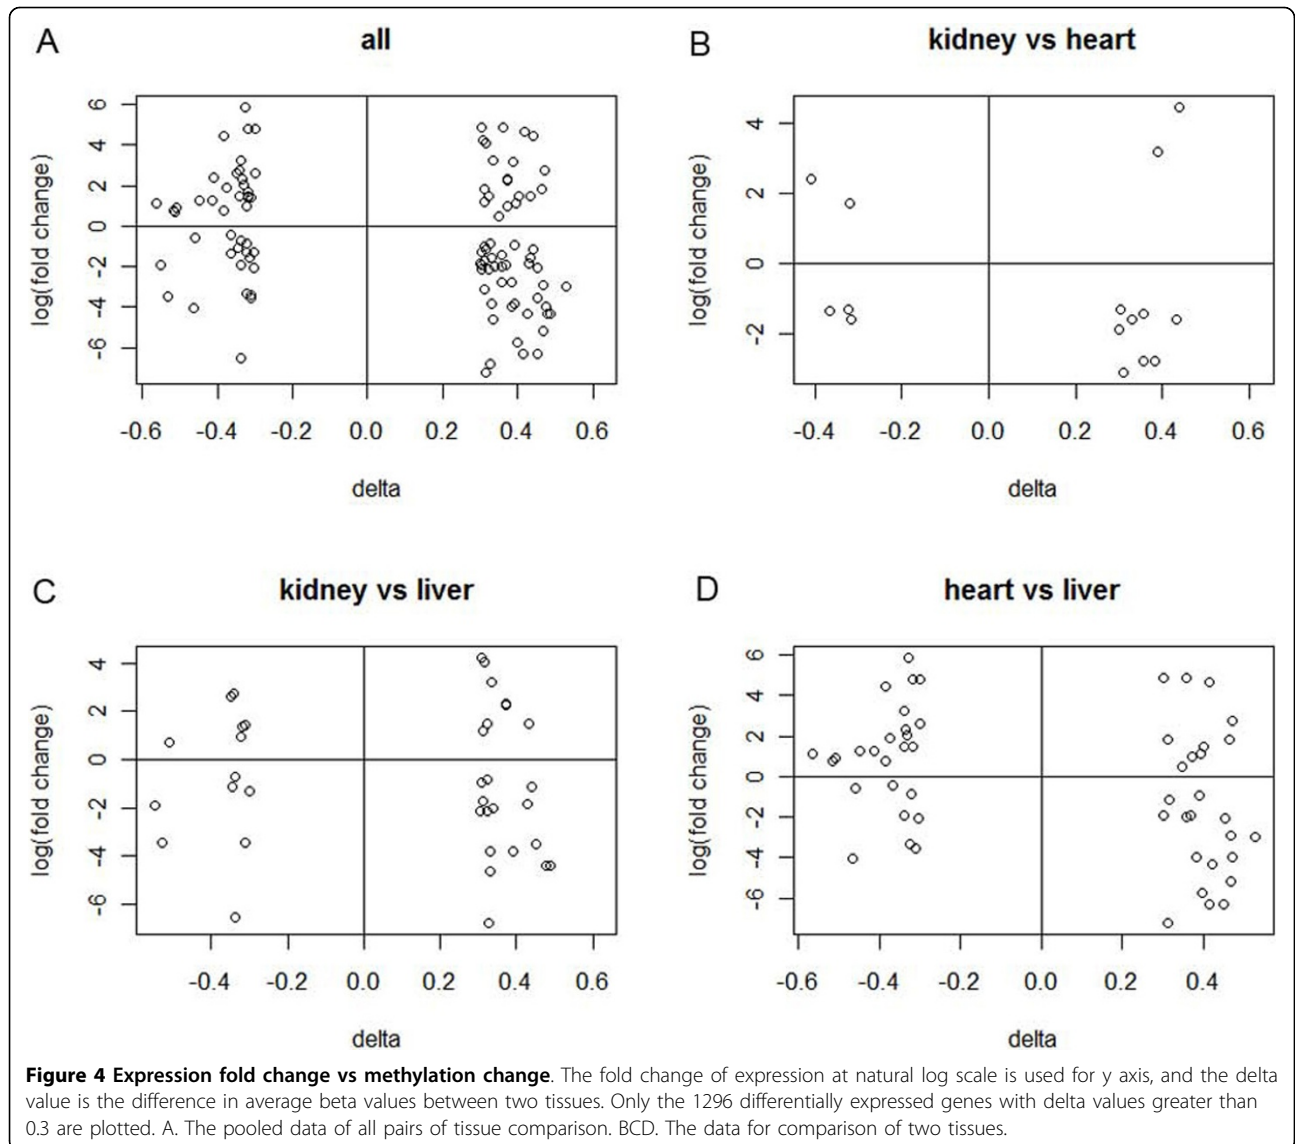 A
all
log(fold change)
6
4
2
0
-2
-4
-6
-0.6 -0.4 -0.2 0.0 0.2 0.4 0.6
delta
B
kidney vs heart
log(fold change)
4
2
0
-2
-0.4 -0.2 0.0 0.2 0.4 0.6
delta
C
kidney vs liver
log(fold change)
4
2
0
-2
-4
-6
-0.4 -0.2 0.0 0.2 0.4 0.6
delta
D
heart vs liver
log(fold change)
6
4
2
0
-2
-4
-6
-0.6 -0.4 -0.2 0.0 0.2 0.4
delta
Figure 4 Expression fold change vs methylation change. The fold change of expression at natural log scale is used for y axis, and the delta
value is the difference in average beta values between two tissues. Only the 1296 differentially expressed genes with delta values greater than
0.3 are plotted. A. The pooled data of all pairs of tissue comparison. BCD. The data for comparison of two tissues.